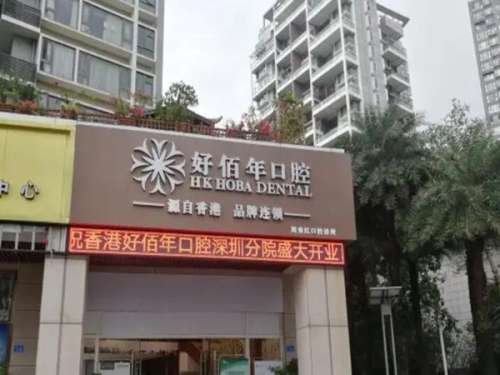 好佰年口腔
HK HOBA DENTAL
源自香港 品牌连锁
祝香港好佰年口腔深圳分院盛大开业
中心